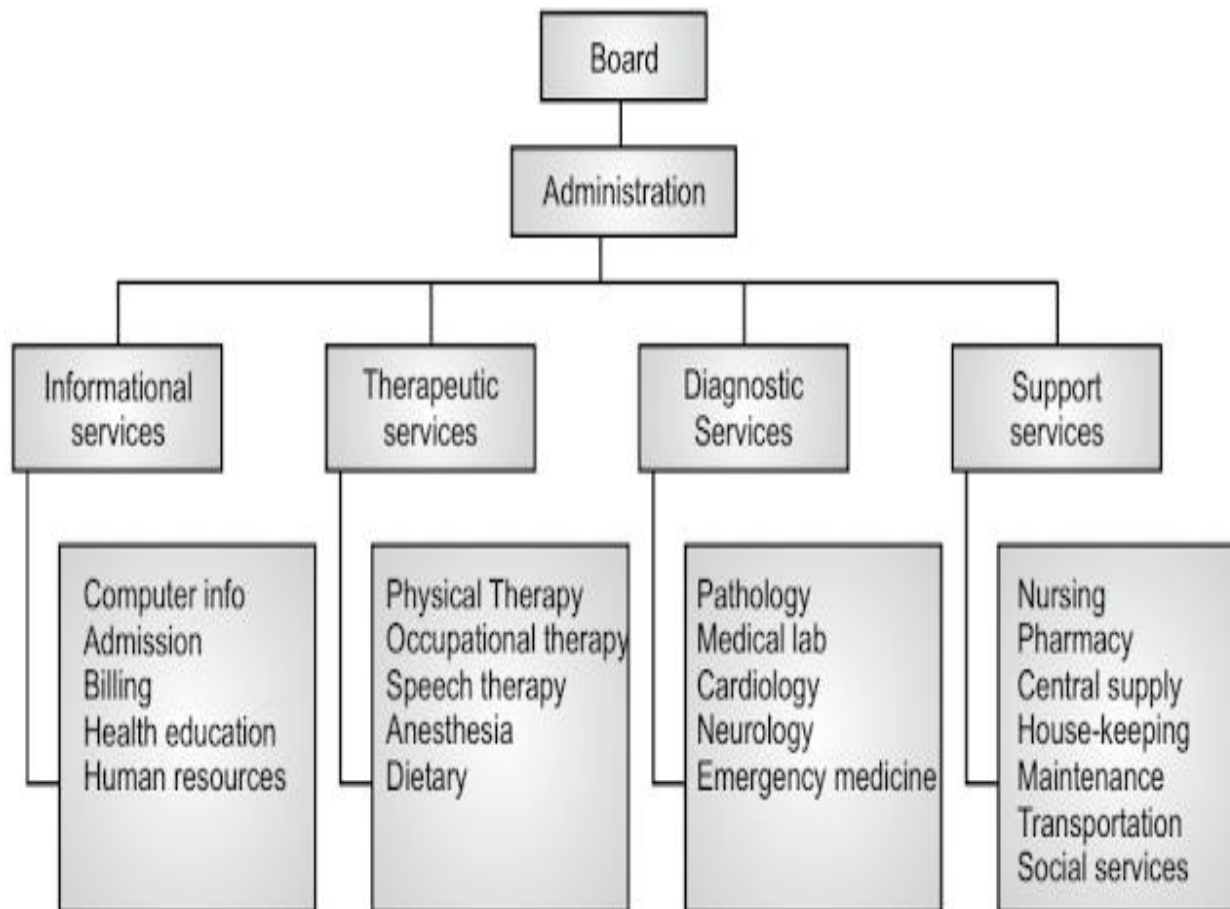 Board
Administration
Informational
services
Therapeutic
services
Diagnostic
Services
Support
services
Computer info
Admission
Billing
Health education
Human resources
Physical Therapy
Occupational therapy
Speech therapy
Anesthesia
Dietary
Pathology
Medical lab
Cardiology
Neurology
Emergency medicine
Nursing
Pharmacy
Central supply
House-keeping
Maintenance
Transportation
Social services